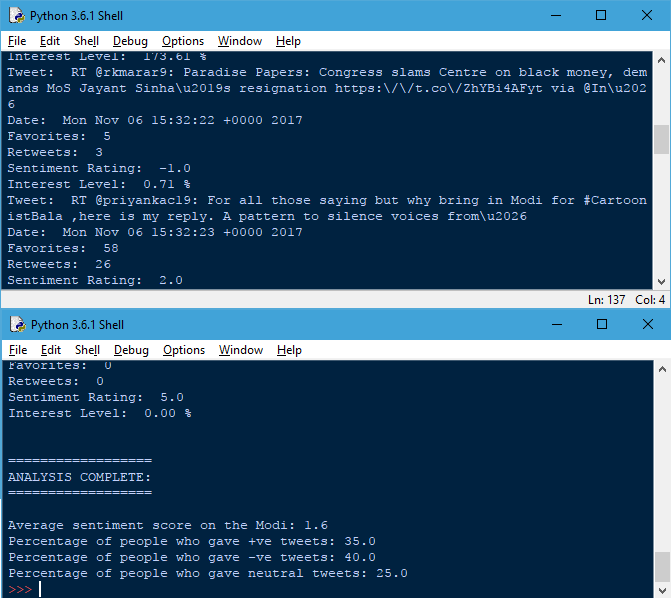 Python 3.6.1 Shell
File Edit Shell Debug Options Window Help
Interest Level:  173.61 %
Tweet:  RT @rkmarar9: Paradise Papers: Congress slams Centre on black money, dem
ands MoS Jayant Sinha\u2019s resignation https:\/\/t.co\/ZhYBi4AFyt via @In\u202
6
Date:  Mon Nov 06 15:32:22 +0000 2017
Favorites:  5
Retweets:  3
Sentiment Rating:  -1.0
Interest Level:  0.71 %
Tweet:  RT @priyankac19: For all those saying but why bring in Modi for #Cartoon
istBala ,here is my reply. A pattern to silence voices from\u2026
Date:  Mon Nov 06 15:32:23 +0000 2017
Favorites:  58
Retweets:  26
Sentiment Rating:  2.0
Ln: 137 Col: 4
Python 3.6.1 Shell
File Edit Shell Debug Options Window Help
Favorites:  0
Retweets:  0
Sentiment Rating:  5.0
Interest Level:  0.00 %
==================
ANALYSIS COMPLETE:
==================
Average sentiment score on the Modi: 1.6
Percentage of people who gave +ve tweets: 35.0
Percentage of people who gave -ve tweets: 40.0
Percentage of people who gave neutral tweets: 25.0
>>>